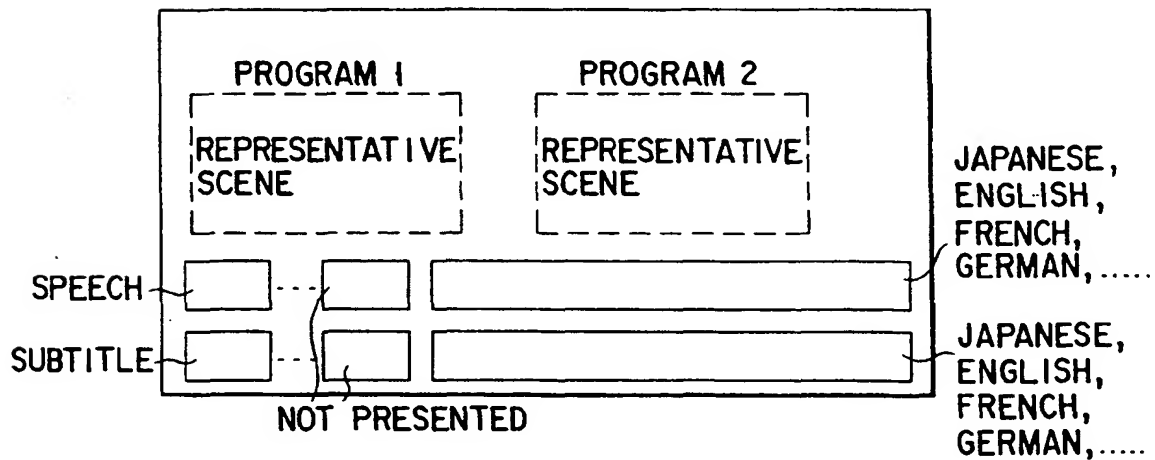 PROGRAM 1
PROGRAM 2
REPRESENTATIVE
SCENE
REPRESENTATIVE
SCENE
JAPANESE,
ENGLISH,
FRENCH,
GERMAN, .....
SPEECH
SUBTITLE
NOT PRESENTED
JAPANESE,
ENGLISH,
FRENCH,
GERMAN, .....